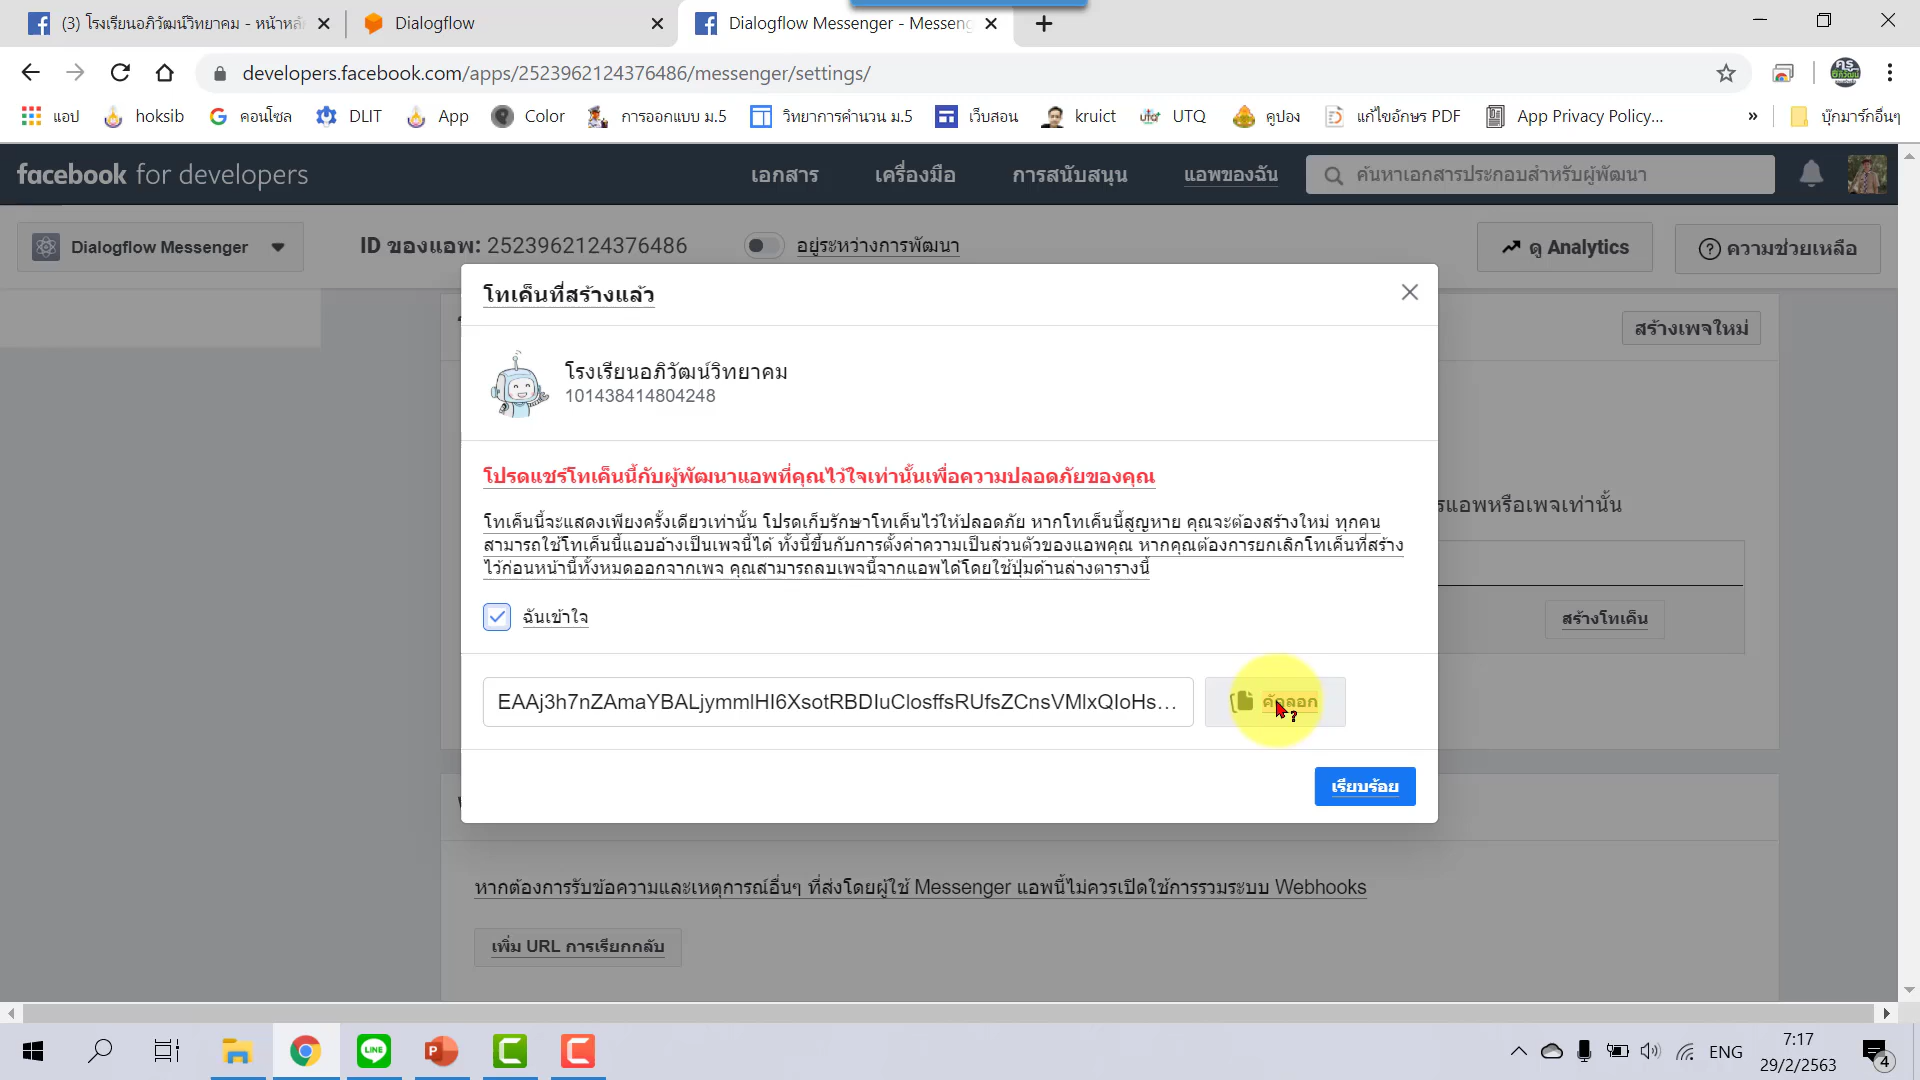 (3) โรงเรียนอภิวัฒน์วิทยาคม - หน้าหลัก
Dialogflow
Dialogflow Messenger - Messeng
developers.facebook.com/apps/2523962124376486/messenger/settings/
แอป
hoksib
คอนโซล
DLIT
App
Color
การออกแบบ ม.5
วิทยาการคำนวน ม.5
เว็บสอน
kruict
UTQ
คูปอง
แก้ไขอักษร PDF
App Privacy Policy...
»
บุ๊กมาร์กอื่นๆ
facebook for developers
เอกสาร
เครื่องมือ
การสนับสนุน
แอพของฉัน
ค้นหาเอกสารประกอบสำหรับผู้พัฒนา
Dialogflow Messenger
ID ของแอพ: 2523962124376486
อยู่ระหว่างการพัฒนา
ดู Analytics
ความช่วยเหลือ
สร้างเพจใหม่
โทเค็นที่สร้างแล้ว
โรงเรียนอภิวัฒน์วิทยาคม
101438414804248
โปรดแชร์โทเค็นนี้กับผู้พัฒนาแอพที่คุณไว้ใจเท่านั้นเพื่อความปลอดภัยของคุณ
รแอพหรือเพจเท่านั้น
โทเค็นนี้จะแสดงเพียงครั้งเดียวเท่านั้น โปรดเก็บรักษาโทเค็นไว้ให้ปลอดภัย หากโทเค็นนี้สูญหาย คุณจะต้องสร้างใหม่ ทุกคน
สามารถใช้โทเค็นนี้แอบอ้างเป็นเพจนี้ได้ ทั้งนี้ขึ้นกับการตั้งค่าความเป็นส่วนตัวของแอพคุณ หากคุณต้องการยกเลิกโทเค็นที่สร้าง
ไว้ก่อนหน้านี้ทั้งหมดออกจากเพจ คุณสามารถลบเพจนี้จากแอพได้โดยใช้ปุ่มด้านล่างตารางนี้
ฉันเข้าใจ
สร้างโทเค็น
EAAj3h7nZAmaYBALjymmlHI6XsotRBDIuClosffsRUfsZCnsVMlxQIoHs...
คัดลอก
เรียบร้อย
หากต้องการรับข้อความและเหตุการณ์อื่นๆ ที่ส่งโดยผู้ใช้ Messenger แอพนี้ไม่ควรเปิดใช้การรวมระบบ Webhooks
เพิ่ม URL การเรียกกลับ
ENG
7:17
29/2/2563
4